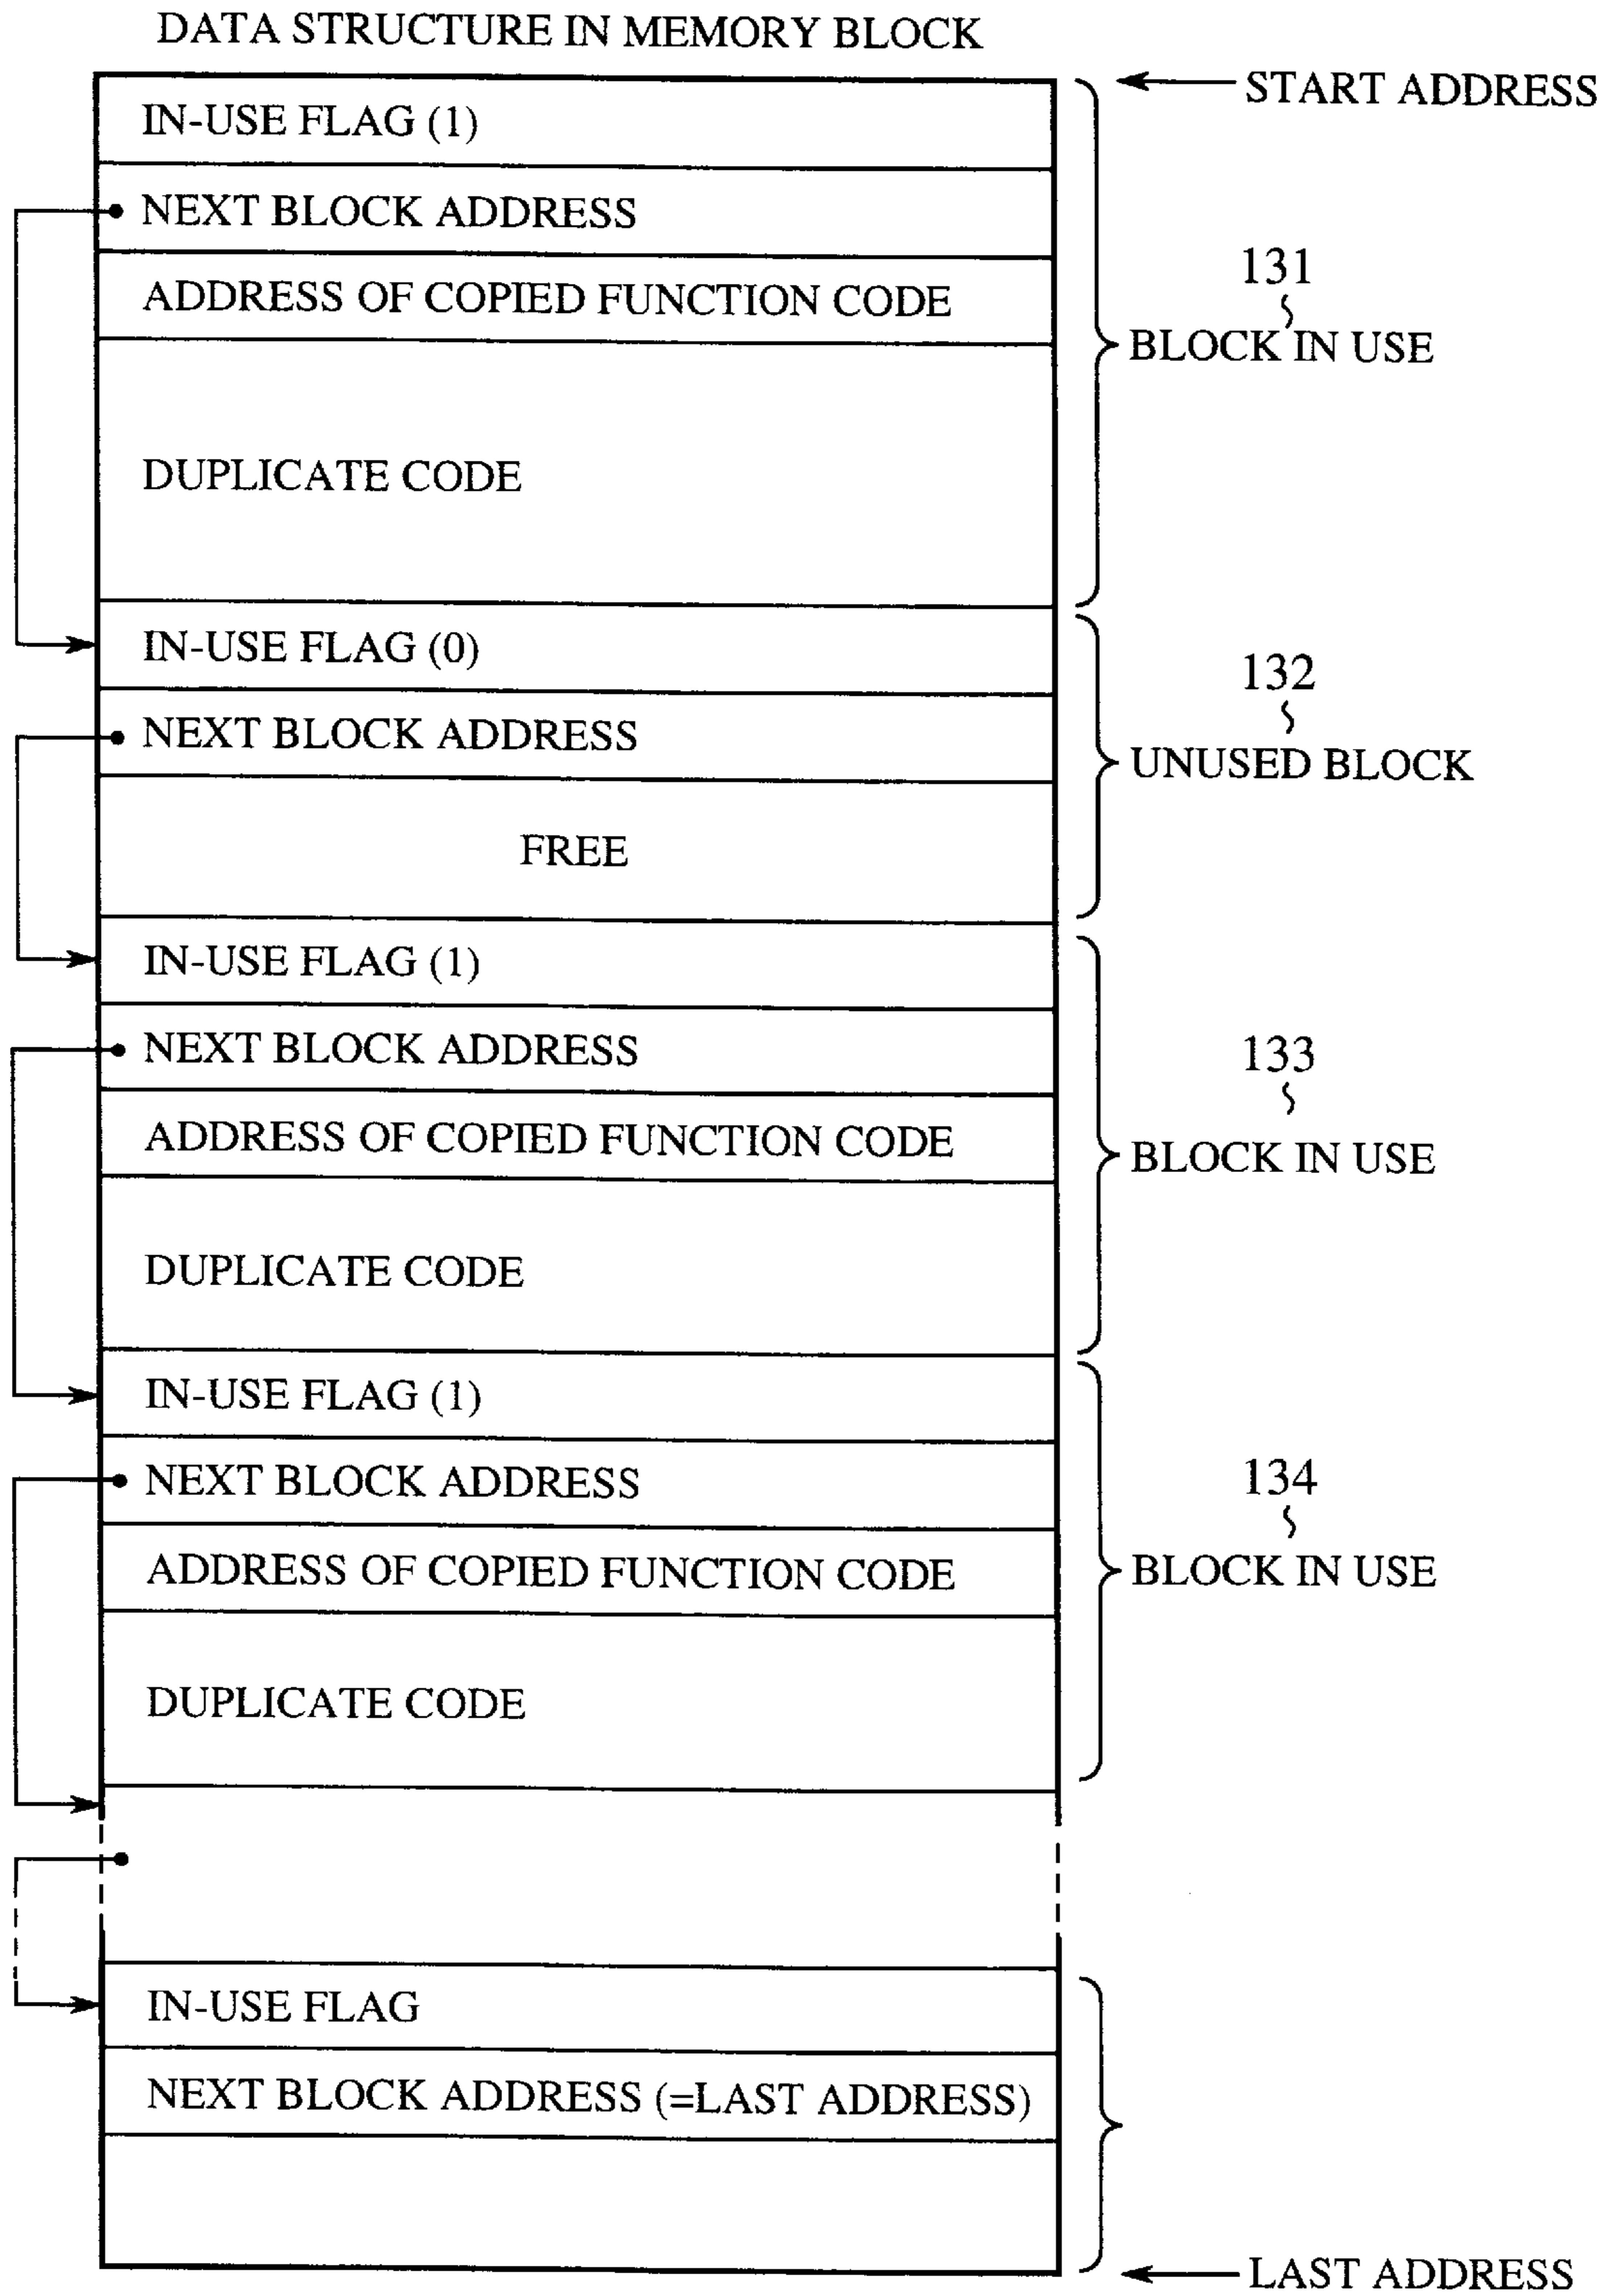 DATA STRUCTURE IN MEMORY BLOCK
START ADDRESS
IN-USE FLAG (1)
NEXT BLOCK ADDRESS
ADDRESS OF COPIED FUNCTION CODE
131
BLOCK IN USE
DUPLICATE CODE
IN-USE FLAG (0)
132
NEXT BLOCK ADDRESS
UNUSED BLOCK
FREE
IN-USE FLAG (1)
NEXT BLOCK ADDRESS
133
ADDRESS OF COPIED FUNCTION CODE
BLOCK IN USE
DUPLICATE CODE
IN-USE FLAG (1)
NEXT BLOCK ADDRESS
134
ADDRESS OF COPIED FUNCTION CODE
BLOCK IN USE
DUPLICATE CODE
IN-USE FLAG
NEXT BLOCK ADDRESS (=LAST ADDRESS)
LAST ADDRESS